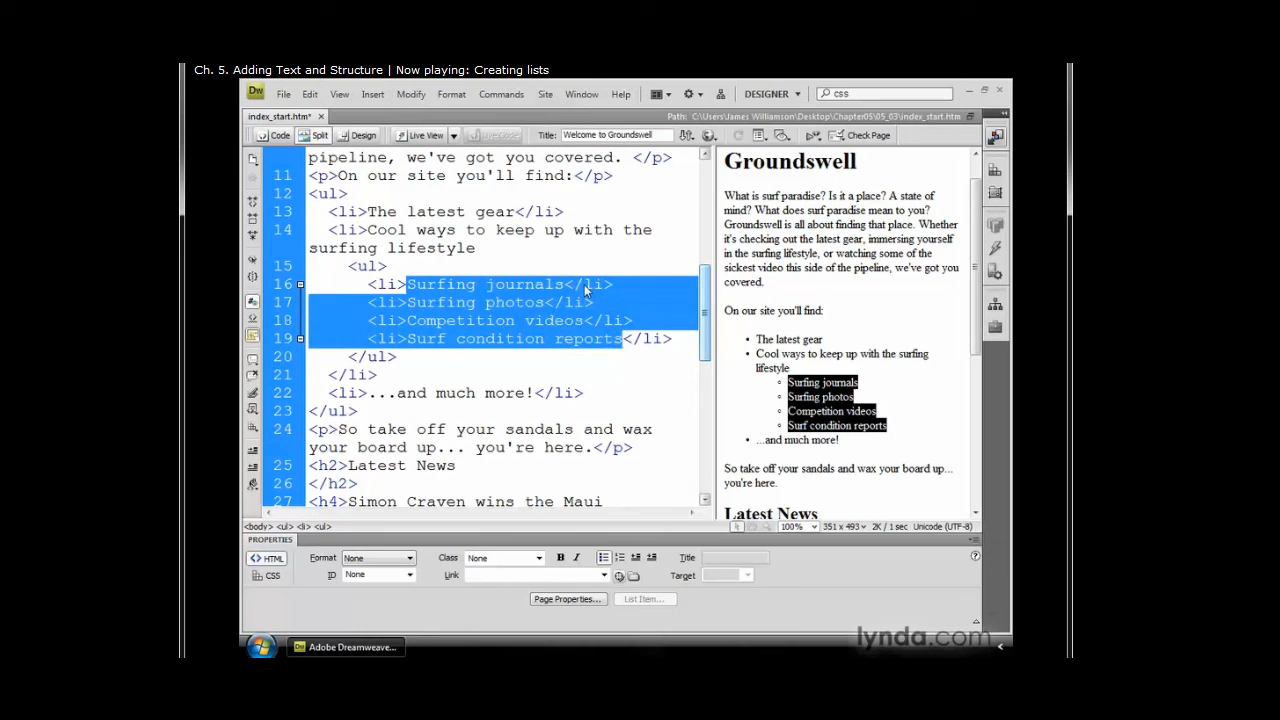 Ch. 5. Adding Text and Structure | Now playing: Creating lists
Dw File Edit View Insert Modify Format Commands Site Window Help DESIGNER css
index_start.htm* Path: C:\Users\James Williamson\Desktop\Chapter05\05_03\index_start.htm
Code Split Design Live View Live Code Title: Welcome to Groundswell Check Page
pipeline, we've got you covered. </p>
11 <p>On our site you'll find:</p>
12 <ul>
13 <li>The latest gear</li>
14 <li>Cool ways to keep up with the
surfing lifestyle
15 <ul>
16 <li>Surfing journals</li>
17 <li>Surfing photos</li>
18 <li>Competition videos</li>
19 <li>Surf condition reports</li>
20 </ul>
21 </li>
22 <li>...and much more!</li>
23 </ul>
24 <p>So take off your sandals and wax
your board up... you're here.</p>
25 <h2>Latest News
26 </h2>
27 <h4>Simon Craven wins the Maui
Groundswell
What is surf paradise? Is it a place? A state of
mind? What does surf paradise mean to you?
Groundswell is all about finding that place. Whether
it's checking out the latest gear, immersing yourself
in the surfing lifestyle, or watching some of the
sickest video this side of the pipeline, we've got you
covered.
On our site you'll find:
• The latest gear
• Cool ways to keep up with the surfing
lifestyle
◦ Surfing journals
◦ Surfing photos
◦ Competition videos
◦ Surf condition reports
• ...and much more!
So take off your sandals and wax your board up...
you're here.
Latest News
<body> <ul> <li> <ul> 100% 351 x 493 2K / 1 sec Unicode (UTF-8)
PROPERTIES
<> HTML Format None Class None B I Title
CSS ID None Link Target
Page Properties... List Item...
lynda.com
Dw Adobe Dreamweave...